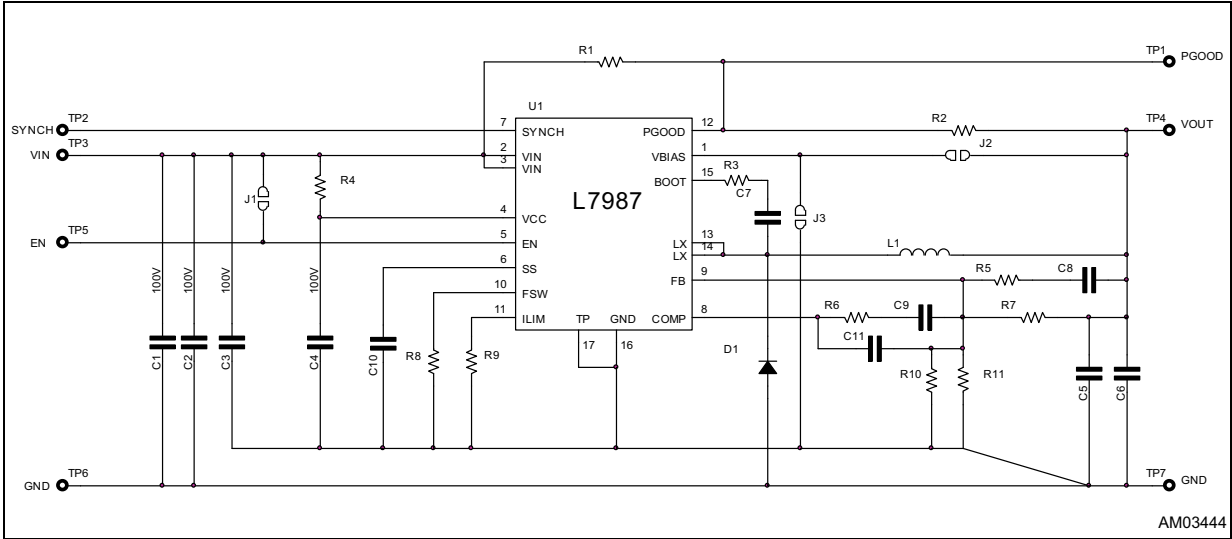 R1
TP1
PGOOD
U1
SYNCH
TP2
7
SYNCH
PGOOD
12
R2
TP4
VOUT
VIN
TP3
2
VIN
3
VIN
VBIAS
1
J2
R4
BOOT
15
R3
C7
J1
L7987
J3
4
VCC
EN
TP5
5
EN
LX
13
LX
14
L1
6
SS
FB
9
R5
C8
100V
100V
100V
10
FSW
11
ILIM
TP
GND
COMP
8
R6
C9
R7
17
16
C11
D1
C1
C2
C3
C4
C10
R8
R9
R10
R11
C5
C6
GND
TP6
TP7
GND
AM03444